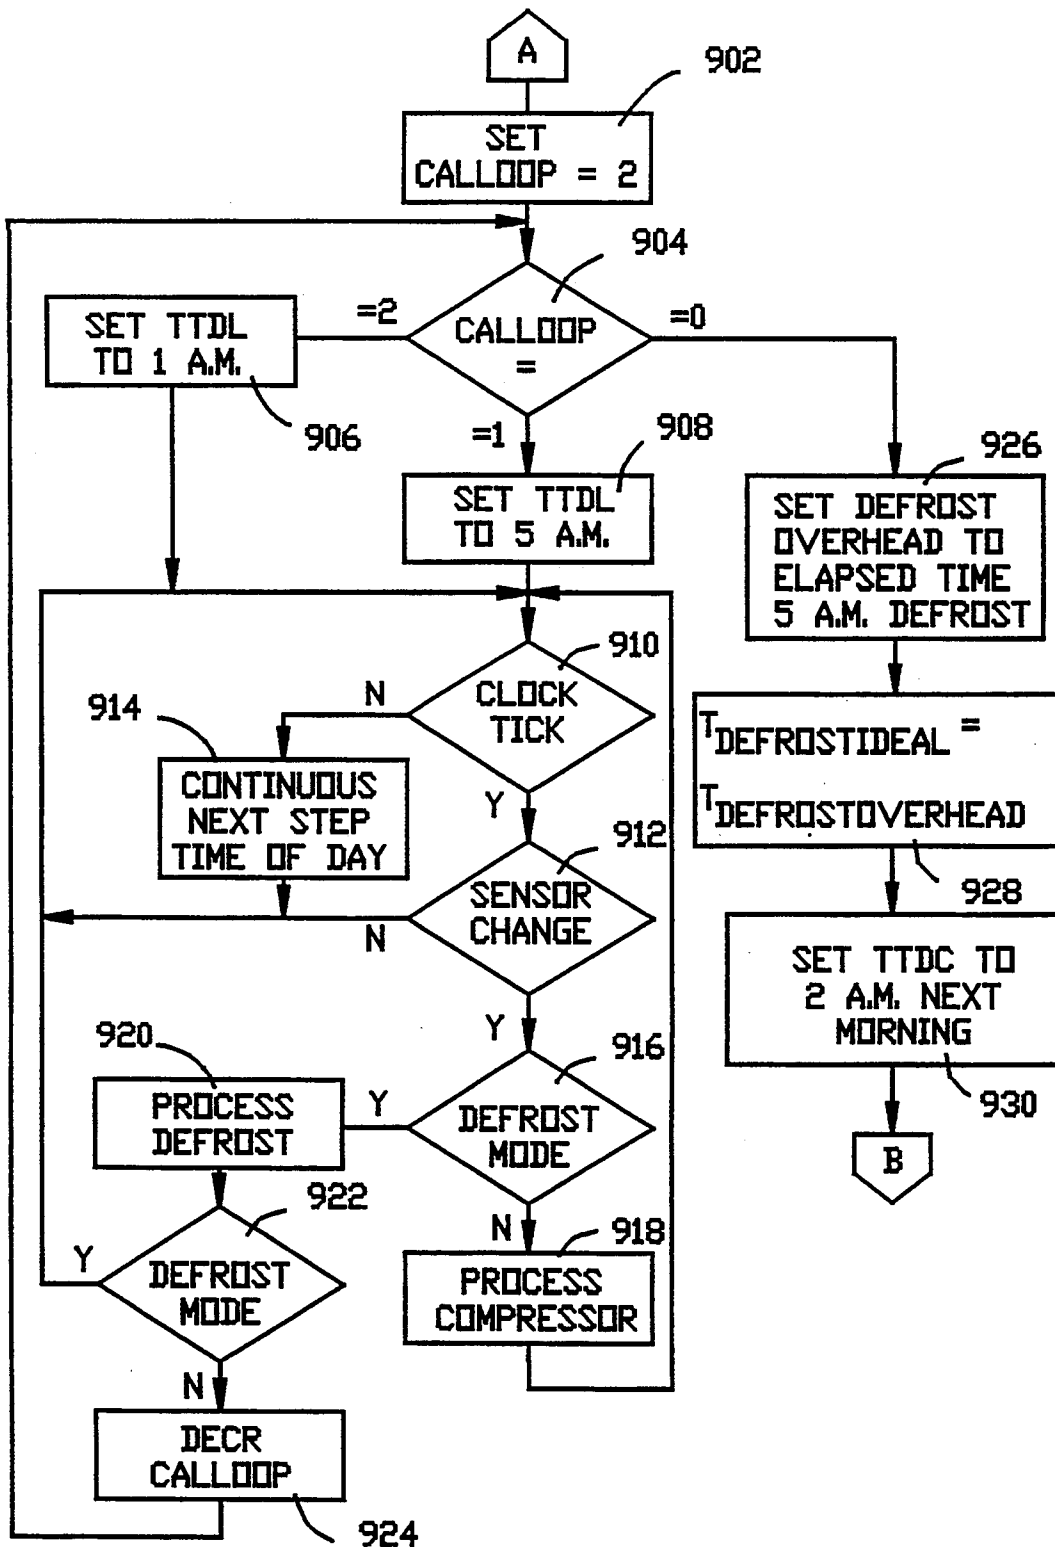 A
902
SET
CALLOOP = 2
904
CALLOOP
=
=2
=0
=1
SET TTDL
TO 1 A.M.
906
908
SET TTDL
TO 5 A.M.
926
SET DEFROST
OVERHEAD TO
ELAPSED TIME
5 A.M. DEFROST
910
CLOCK
TICK
N
Y
914
CONTINUOUS
NEXT STEP
TIME OF DAY
TDEFROSTIDEAL =
TDEFROSTOVERHEAD
928
912
SENSOR
CHANGE
N
Y
SET TTDC TO
2 A.M. NEXT
MORNING
930
B
916
DEFROST
MODE
Y
N
920
PROCESS
DEFROST
922
DEFROST
MODE
Y
N
918
PROCESS
COMPRESSOR
DECR
CALLOOP
924